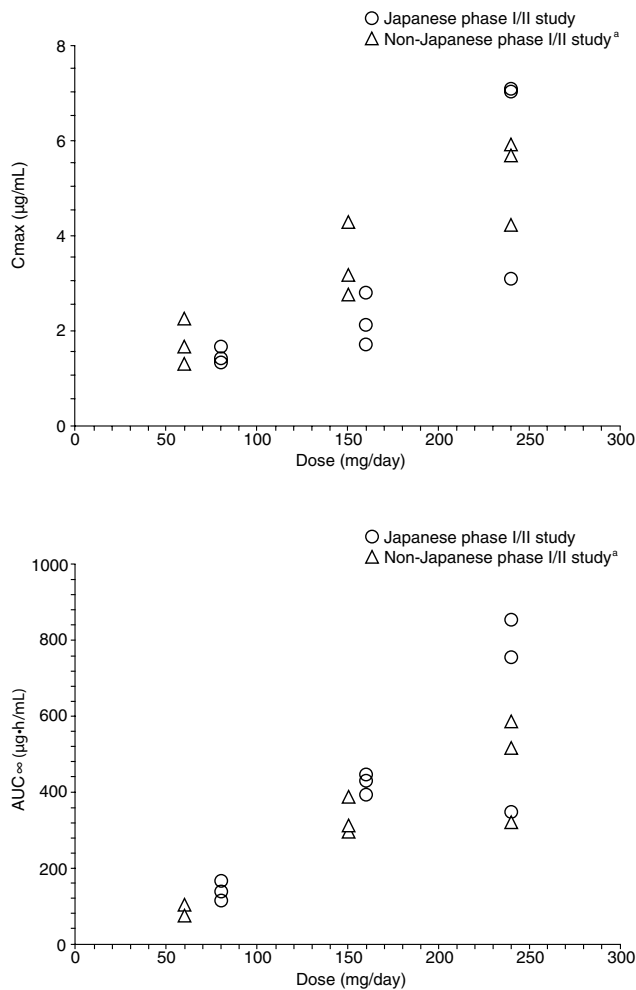 Japanese phase I/II study
Non-Japanese phase I/II studyᵃ
8
6
4
2
0
Cmax (µg/mL)
0 50 100 150 200 250 300
Dose (mg/day)
Japanese phase I/II study
Non-Japanese phase I/II studyᵃ
1000
800
600
400
200
0
AUC∞ (µg•h/mL)
0 50 100 150 200 250 300
Dose (mg/day)